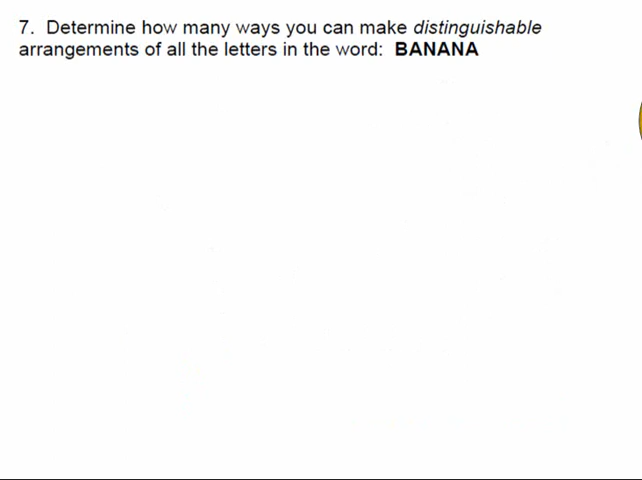 7. Determine how many ways you can make distinguishable
arrangements of all the letters in the word: BANANA